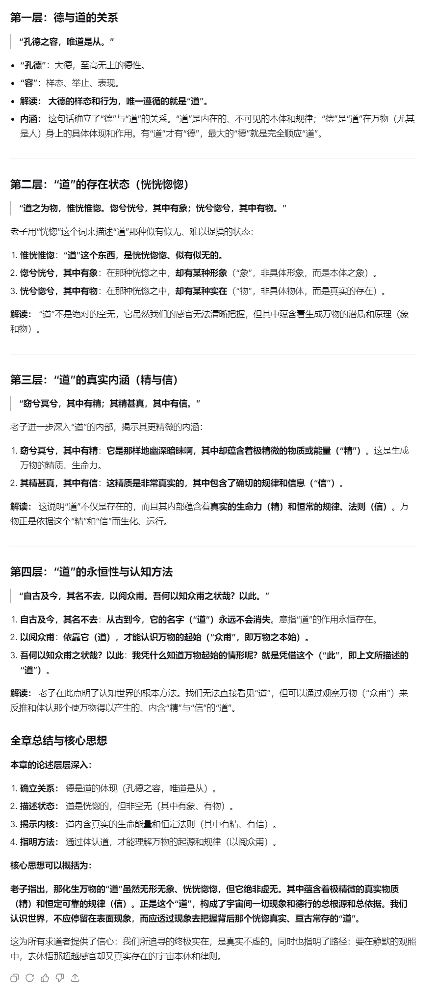 第一层：德与道的关系
“孔德之容，唯道是从。”
• “孔德”：大德，至高无上的德性。
• “容”：样态、举止、表现。
• 解读： 大德的样态和行为，唯一遵循的就是“道”。
• 内涵： 这句话确立了“德”与“道”的关系。“道”是内在的、不可见的本体和规律；“德”是“道”在万物（尤其
是人）身上的具体体现和作用。有“道”才有“德”，最大的“德”就是完全顺应“道”。
第二层：“道”的存在状态（恍恍惚惚）
“道之为物，惟恍惟惚。惚兮恍兮，其中有象；恍兮惚兮，其中有物。”
老子用“恍惚”这个词来描述“道”那种似有似无、难以捉摸的状态：
1. 惟恍惟惚：“道”这个东西，是恍恍惚惚、似有似无的。
2. 惚兮恍兮，其中有象：在那种恍惚之中，却有某种形象（“象”，非具体形象，而是本体之象）。
3. 恍兮惚兮，其中有物：在那种恍惚之中，却有某种实在（“物”，非具体物体，而是真实的存在）。
解读： “道”不是绝对的空无，它虽然我们的感官无法清晰把握，但其中蕴含着生成万物的潜质和原理（象
和物）。
第三层：“道”的真实内涵（精与信）
“窈兮冥兮，其中有精；其精甚真，其中有信。”
老子进一步深入“道”的内部，揭示其更精微的内涵：
1. 窈兮冥兮，其中有精：它是那样地幽深暗昧啊，其中却蕴含着极精微的物质或能量（“精”）。这是生成
万物的精质、生命力。
2. 其精甚真，其中有信：这精质是非常真实的，其中包含了确切的规律和信息（“信”）。
解读： 这说明“道”不仅是存在的，而且其内部蕴含着真实的生命力（精）和恒常的规律、法则（信）。万
物正是依据这个“精”和“信”而生化、运行。
第四层：“道”的永恒性与认知方法
“自古及今，其名不去，以阅众甫。吾何以知众甫之状哉？以此。”
1. 自古及今，其名不去：从古到今，它的名字（“道”）永远不会消失。意指“道”的作用永恒存在。
2. 以阅众甫：依靠它（道），才能认识万物的起始（“众甫”，即万物之本始）。
3. 吾何以知众甫之状哉？以此：我凭什么知道万物起始的情形呢？就是凭借这个（“此”，即上文所描述的
“道”）。
解读： 老子在此点明了认知世界的根本方法。我们无法直接看见“道”，但可以通过观察万物（“众甫”）来
反推和体认那个使万物得以产生的、内含“精”与“信”的“道”。
全章总结与核心思想
本章的论述层层深入：
1. 确立关系： 德是道的体现（孔德之容，唯道是从）。
2. 描述状态： 道是恍惚的，但非空无（其中有象、有物）。
3. 揭示内核： 道内含真实的生命能量和恒定法则（其中有精、有信）。
4. 指明方法： 通过体认道，才能理解万物的起源和规律（以阅众甫）。
核心思想可以概括为：
老子指出，那化生万物的“道”虽然无形无象、恍恍惚惚，但它绝非虚无。其中蕴含着极精微的真实物质
（精）和恒定可靠的规律（信）。正是这个“道”，构成了宇宙间一切现象和德行的总根源和总依据。我们
认识世界，不应停留在表面现象，而应透过现象去把握背后那个恍惚真实、亘古常存的“道”。
这为所有求道者提供了信心：我们所追寻的终极实在，是真实不虚的。同时也指明了路径：要在静默的观照
中，去体悟那超越感官却又真实存在的宇宙本体和律则。